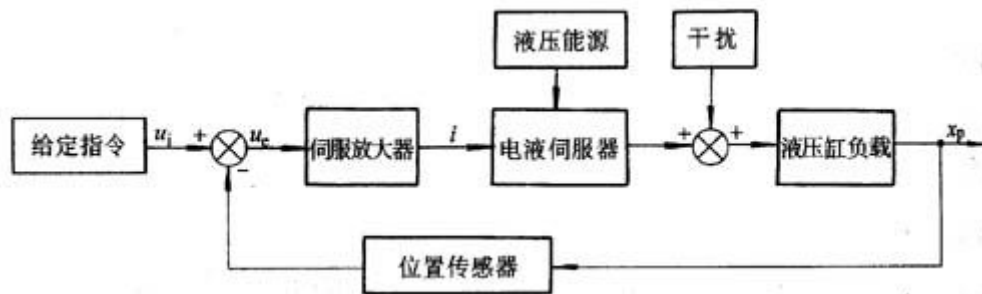 液压能源
干扰
给定指令
u_i
+
u_e
−
伺服放大器
i
电液伺服器
+
+
液压缸负载
x_p
位置传感器